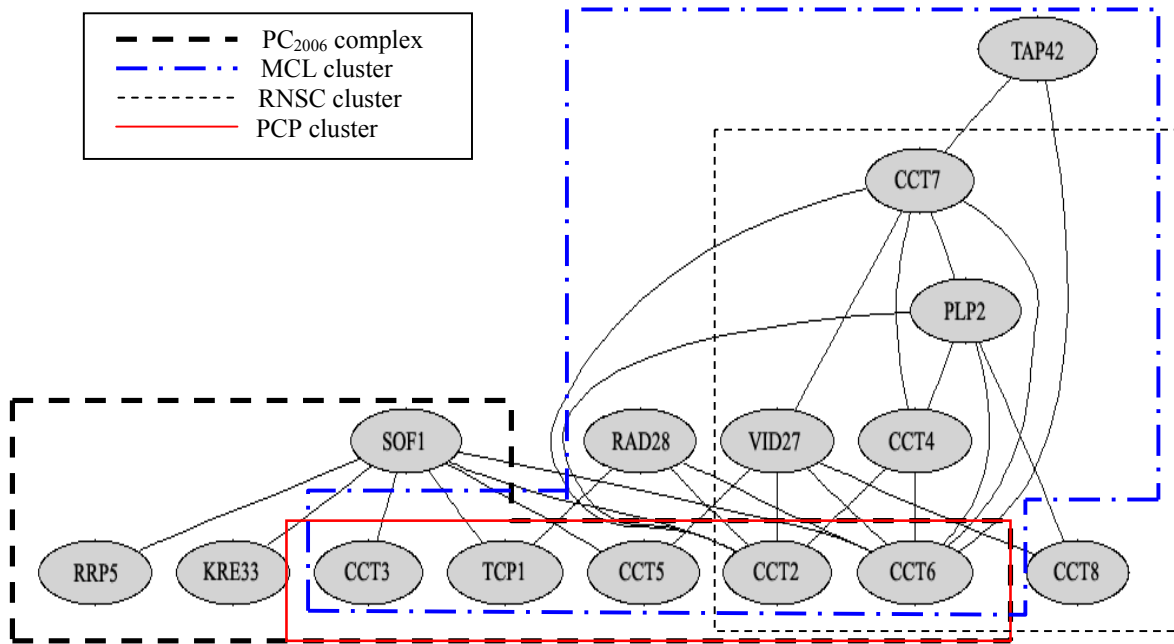 PC2006 complex
MCL cluster
RNSC cluster
PCP cluster
TAP42
CCT7
PLP2
SOF1 RAD28 VID27 CCT4
RRP5 KRE33 CCT3 TCP1 CCT5 CCT2 CCT6 CCT8